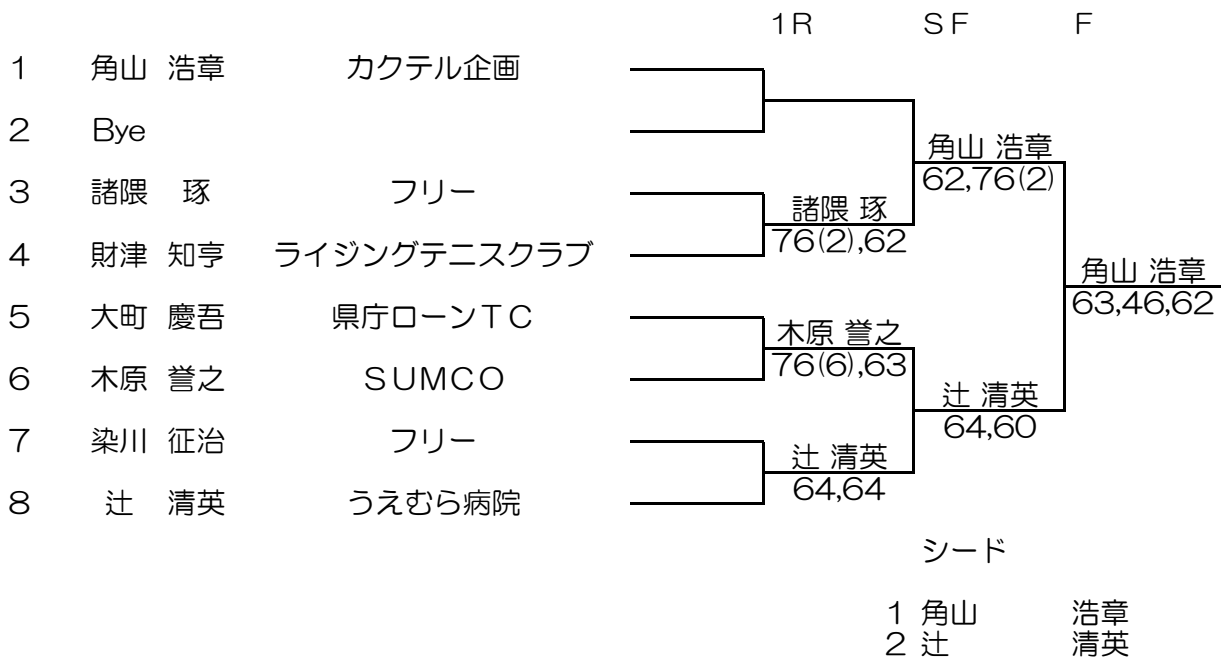 １Ｒ ＳＦ Ｆ
1 角山 浩章 カクテル企画
2 Bye
角山 浩章
62,76(2)
3 諸隈 琢 フリー
諸隈 琢
76(2),62
4 財津 知亨 ライジングテニスクラブ
角山 浩章
63,46,62
5 大町 慶吾 県庁ローンＴＣ
木原 誉之
76(6),63
6 木原 誉之 ＳＵＭＣＯ
辻 清英
64,60
7 染川 征治 フリー
辻 清英
64,64
8 辻 清英 うえむら病院
シード
1 角山 浩章
2 辻 清英